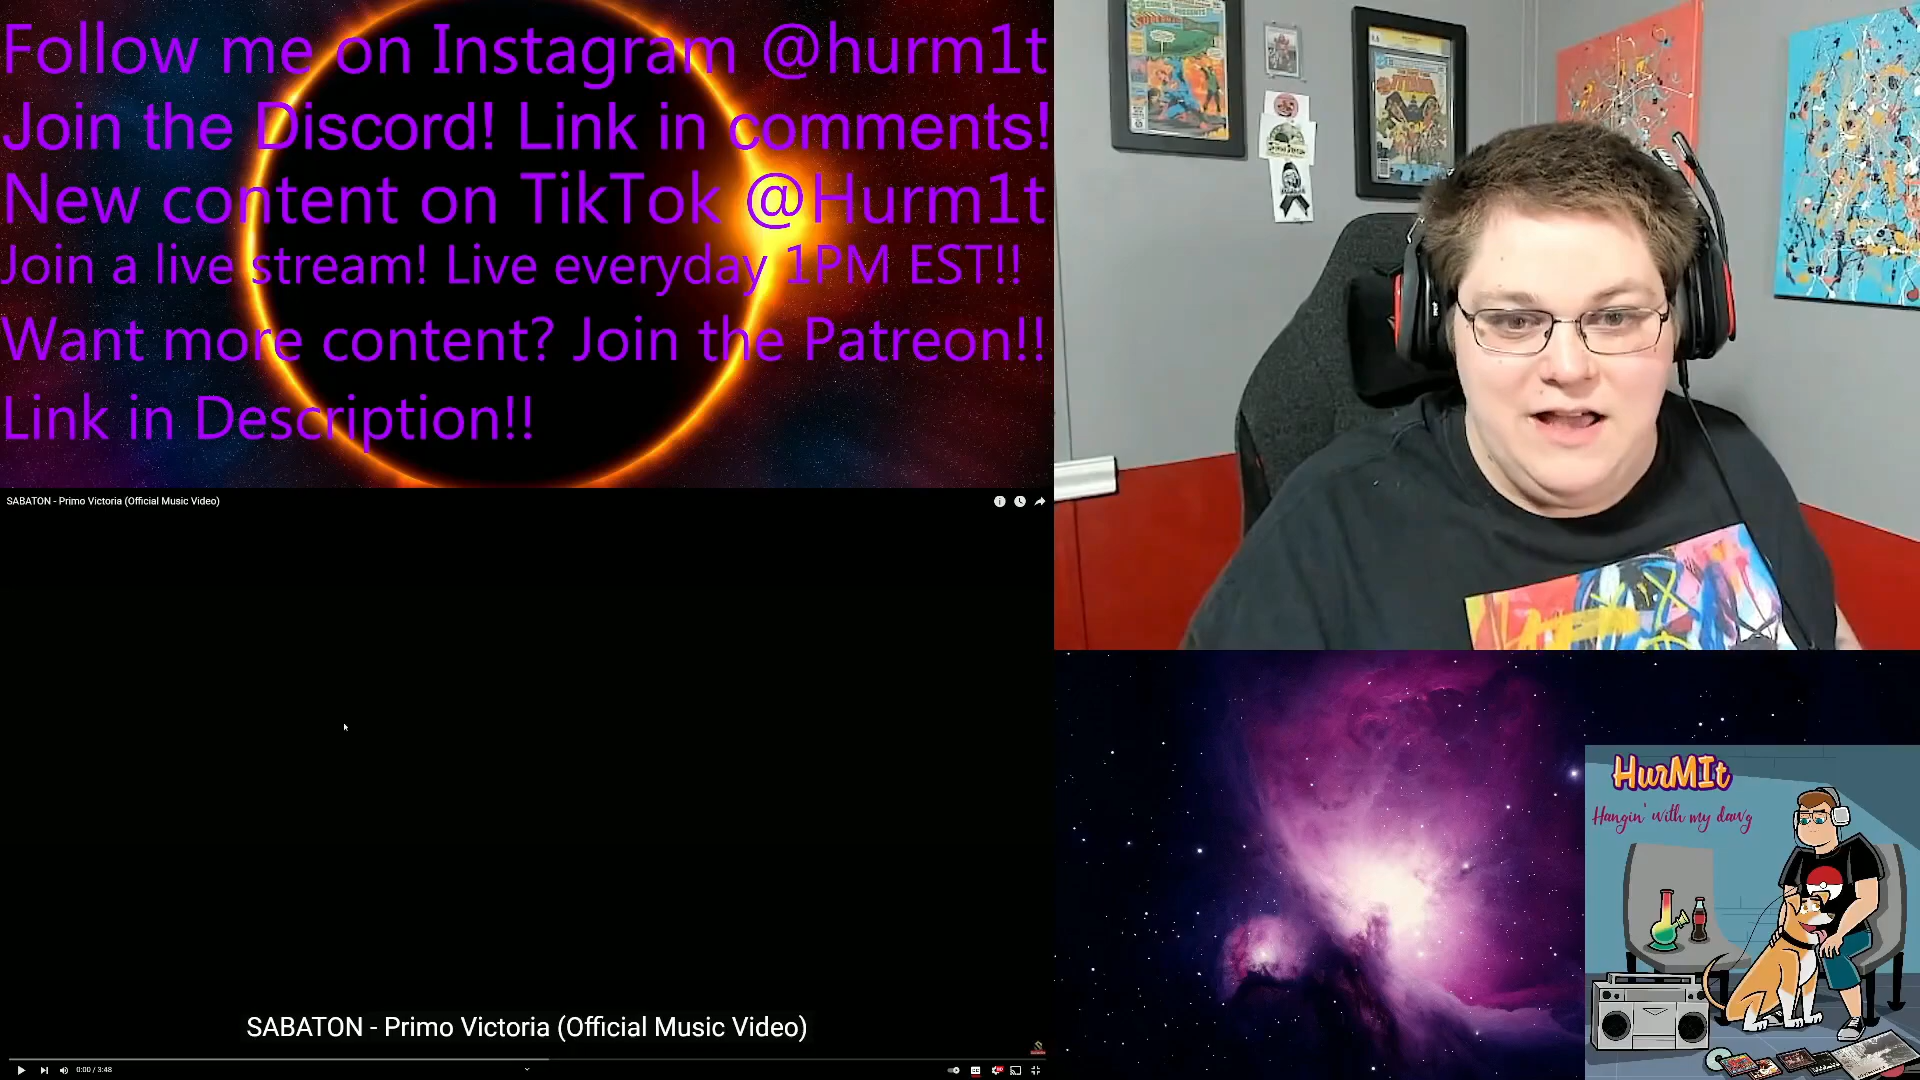 Follow me on Instagram @hurm1t
Join the Discord! Link in comments!
New content on TikTok @Hurm1t
Join a live stream! Live everyday 1PM EST!!
Want more content? Join the Patreon!!
Link in Description!!
SABATON - Primo Victoria (Official Music Video)
SABATON - Primo Victoria (Official Music Video)
0:00 / 3:48
HurMIt
Hangin' with my dawg